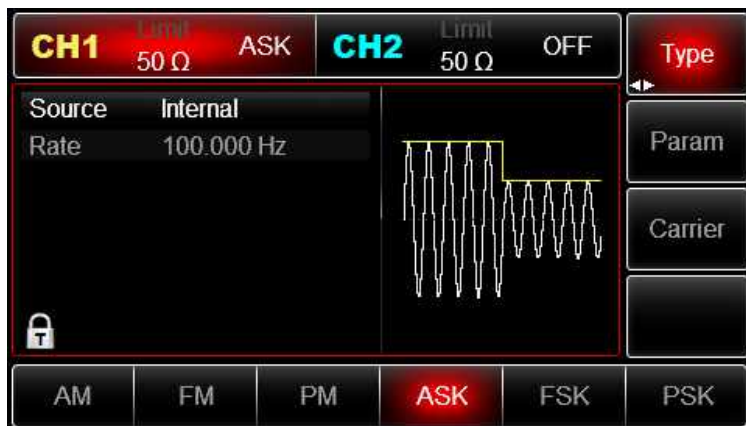 CH1 Limit 50 Ω ASK CH2 Limit 50 Ω OFF
Type
Source Internal
Rate 100.000 Hz
Param
Carrier
T
AM FM PM ASK FSK PSK